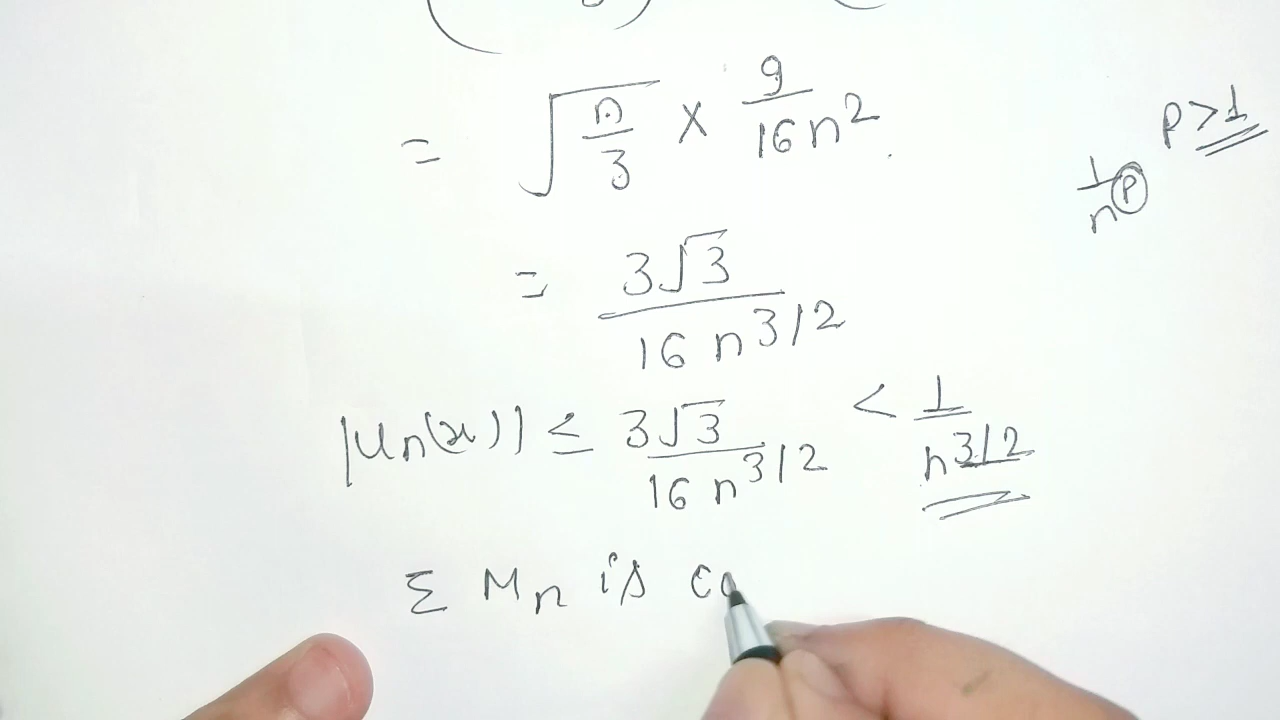 = √(n/3) × 9/16n²
p>1
1/n^p
= 3√3/16 n^3/2
|un(x)| ≤ 3√3/16 n^3/2 < 1/n^3/2
Σ Mn is co